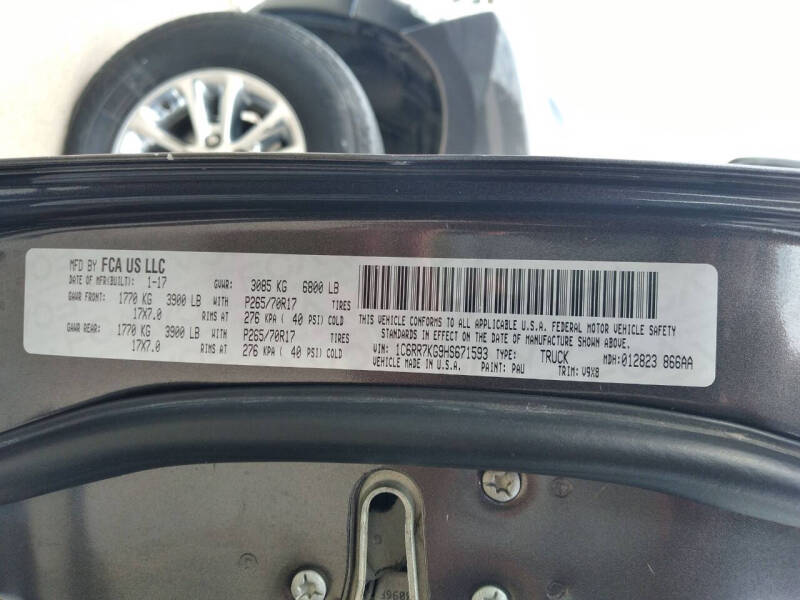 MFD BY FCA US LLC
DATE OF MFR(BUILT): 1-17 GVWR: 3085 KG 6800 LB
GAWR FRONT: 1770 KG 3900 LB WITH P265/70R17 TIRES
17X7.0 RIMS AT 276 KPA ( 40 PSI) COLD
GAWR REAR: 1770 KG 3900 LB WITH P265/70R17 TIRES
17X7.0 RIMS AT 276 KPA ( 40 PSI) COLD
THIS VEHICLE CONFORMS TO ALL APPLICABLE U.S.A. FEDERAL MOTOR VEHICLE SAFETY
STANDARDS IN EFFECT ON THE DATE OF MANUFACTURE SHOWN ABOVE.
VIN: 1C6RR7KG9HS671593 TYPE: TRUCK MDH:012823 866AA
VEHICLE MADE IN U.S.A. PAINT: PAU TRIM: V9X8